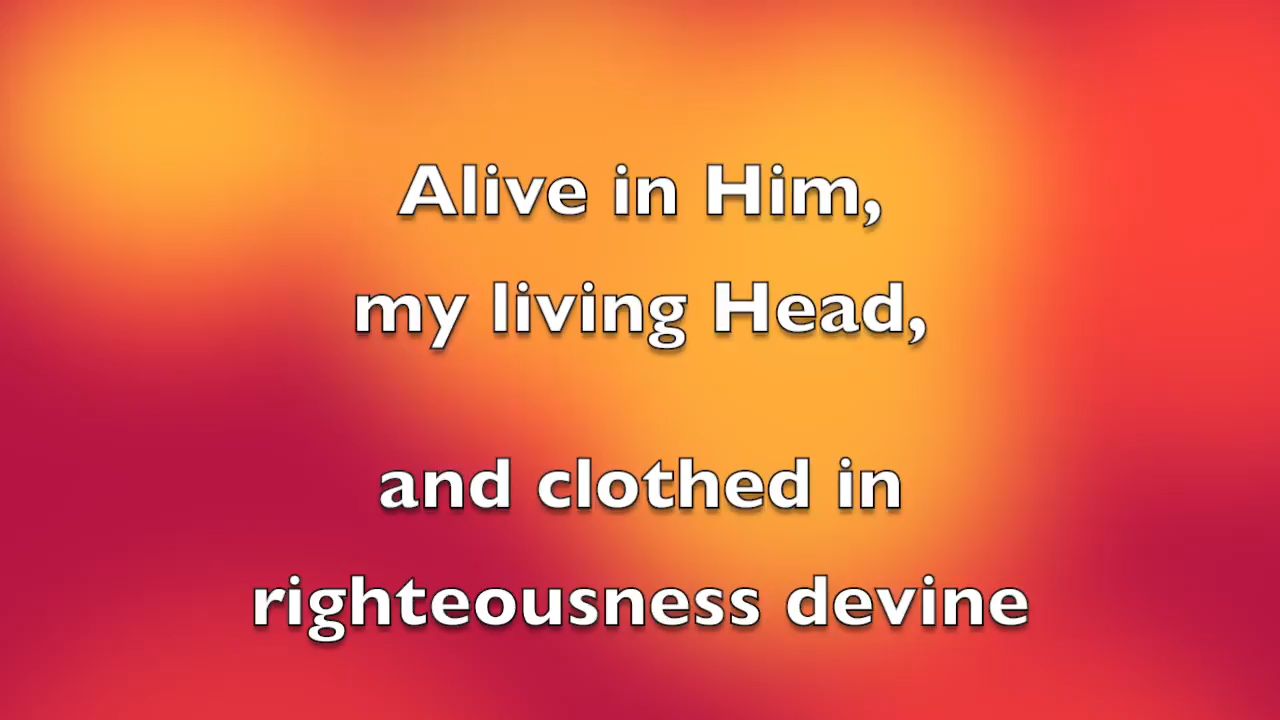 Alive in Him,
my living Head,
and clothed in
righteousness devine